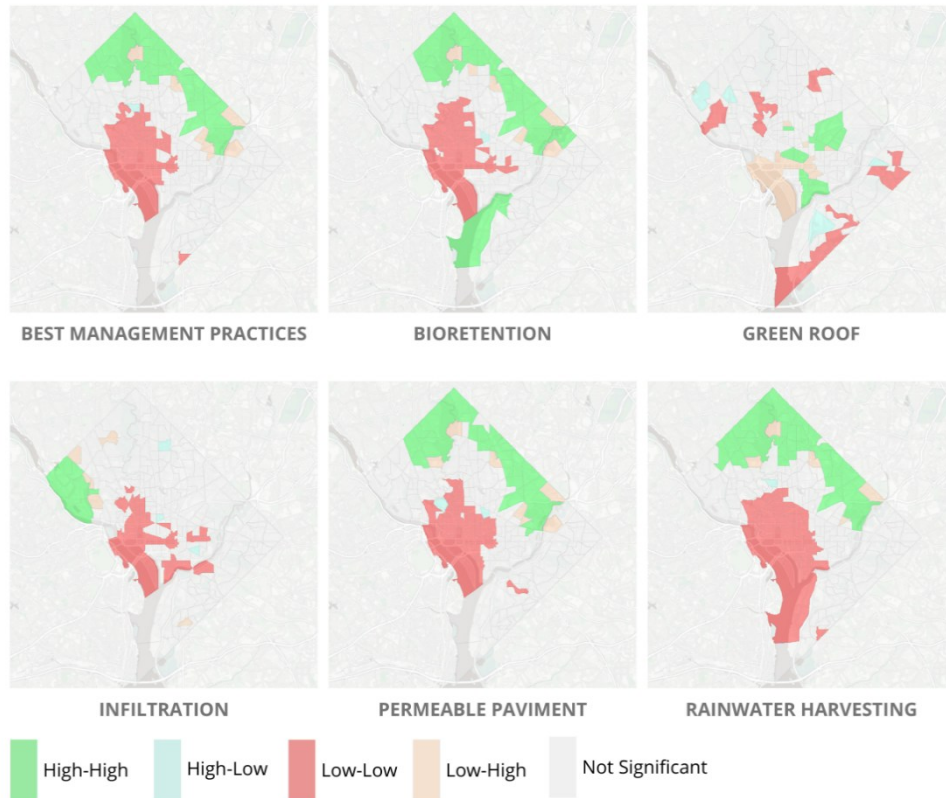 BEST MANAGEMENT PRACTICES
BIORETENTION
GREEN ROOF
INFILTRATION
PERMEABLE PAVIMENT
RAINWATER HARVESTING
High-High
High-Low
Low-Low
Low-High
Not Significant